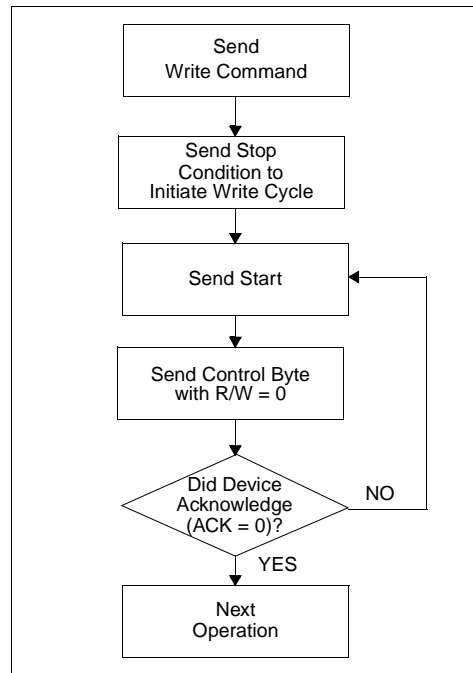 Send
Write Command
Send Stop
Condition to
Initiate Write Cycle
Send Start
Send Control Byte
with R/W = 0
Did Device
Acknowledge
(ACK = 0)?
NO
YES
Next
Operation